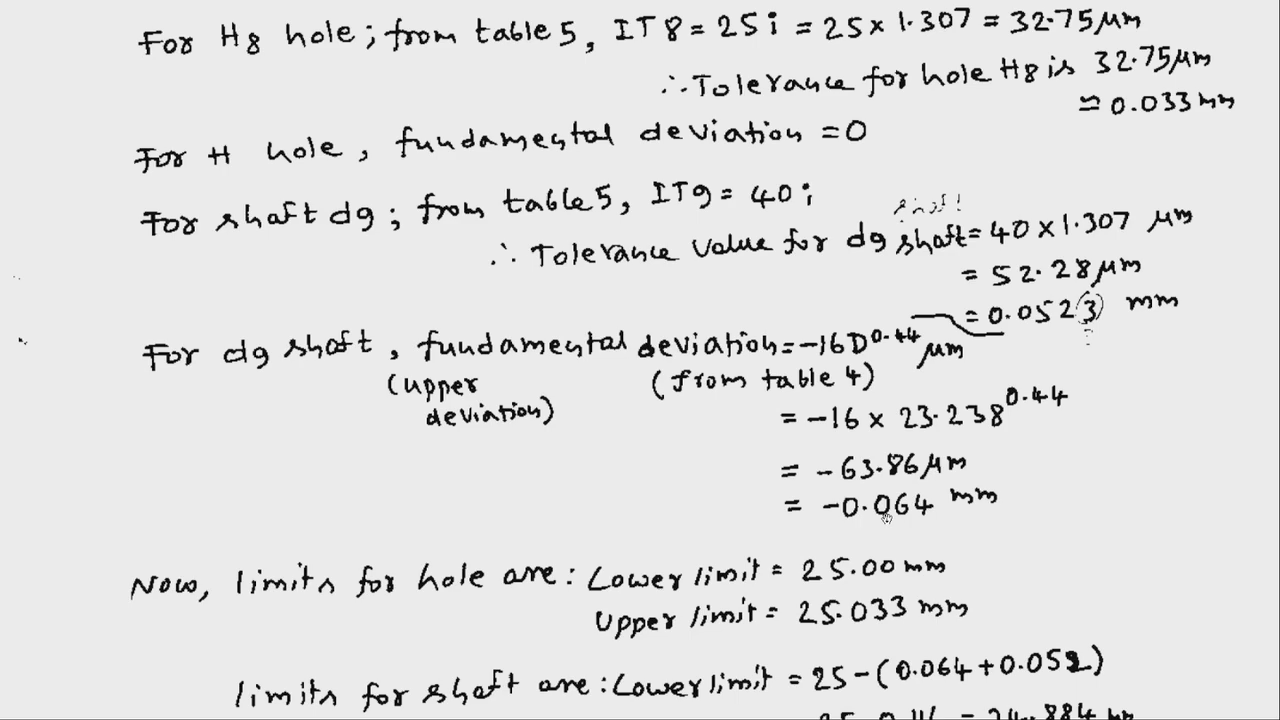 For H8 hole; from table 5, IT8 = 25i = 25 × 1.307 = 32.75 μm
∴ Tolerance for hole H8 is 32.75 μm
≈ 0.033 mm
For H hole, fundamental deviation = 0
For shaft d9; from table 5, IT9 = 40i
∴ Tolerance value for d9 shaft = 40 × 1.307 μm
= 52.28 μm
= 0.0523 mm
For d9 shaft, fundamental deviation = -16D^0.44 μm
(upper deviation) (from table 4)
= -16 × 23.238^0.44
= -63.86 μm
= -0.064 mm
Now, limits for hole are: Lower limit = 25.00 mm
Upper limit = 25.033 mm
limits for shaft are: Lower limit = 25-(0.064+0.052)
= 24.884